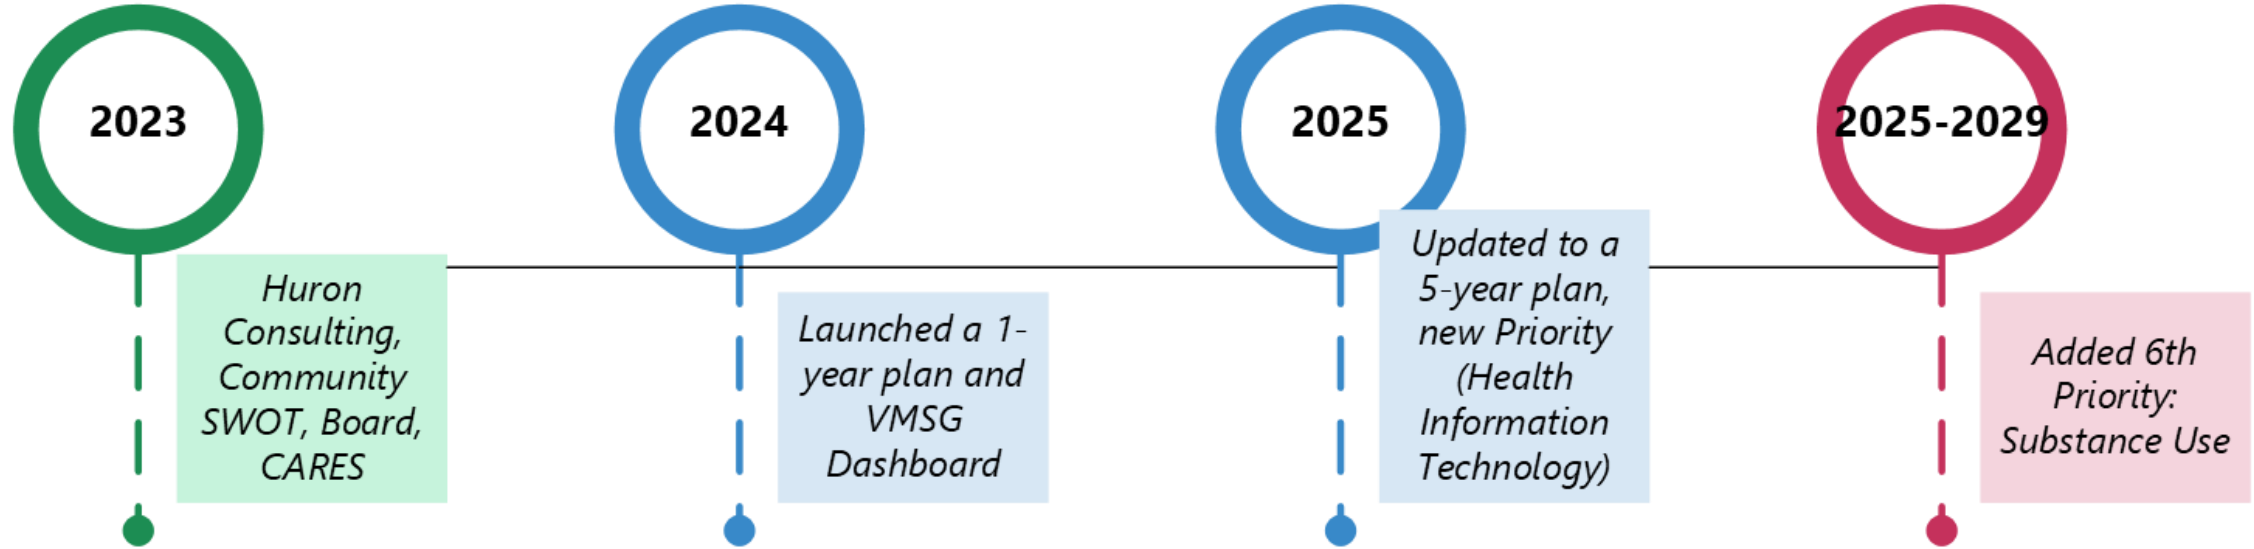 2023
Huron
Consulting,
Community
SWOT, Board,
CARES
2024
Launched a 1-
year plan and
VMSG
Dashboard
2025
Updated to a
5-year plan,
new Priority
(Health
Information
Technology)
2025-2029
Added 6th
Priority:
Substance Use